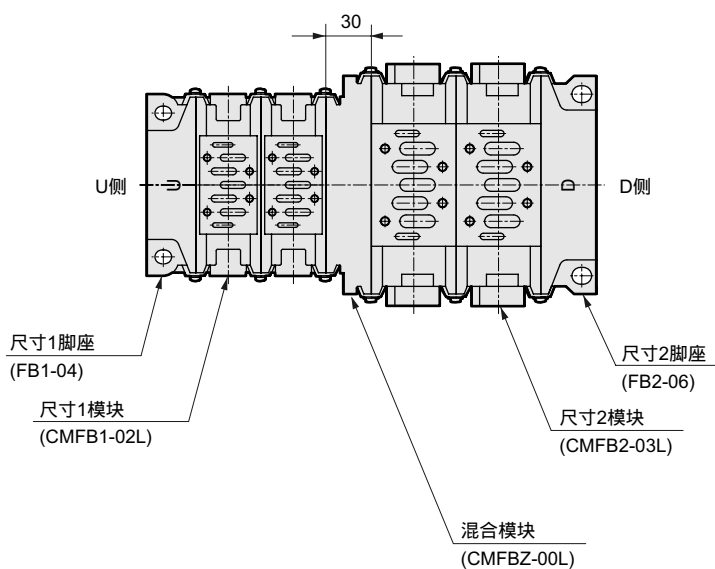 30
U侧
U
D
D侧
尺寸1脚座
(FB1-04)
尺寸2脚座
(FB2-06)
尺寸1模块
(CMFB1-02L)
尺寸2模块
(CMFB2-03L)
混合模块
(CMFBZ-00L)